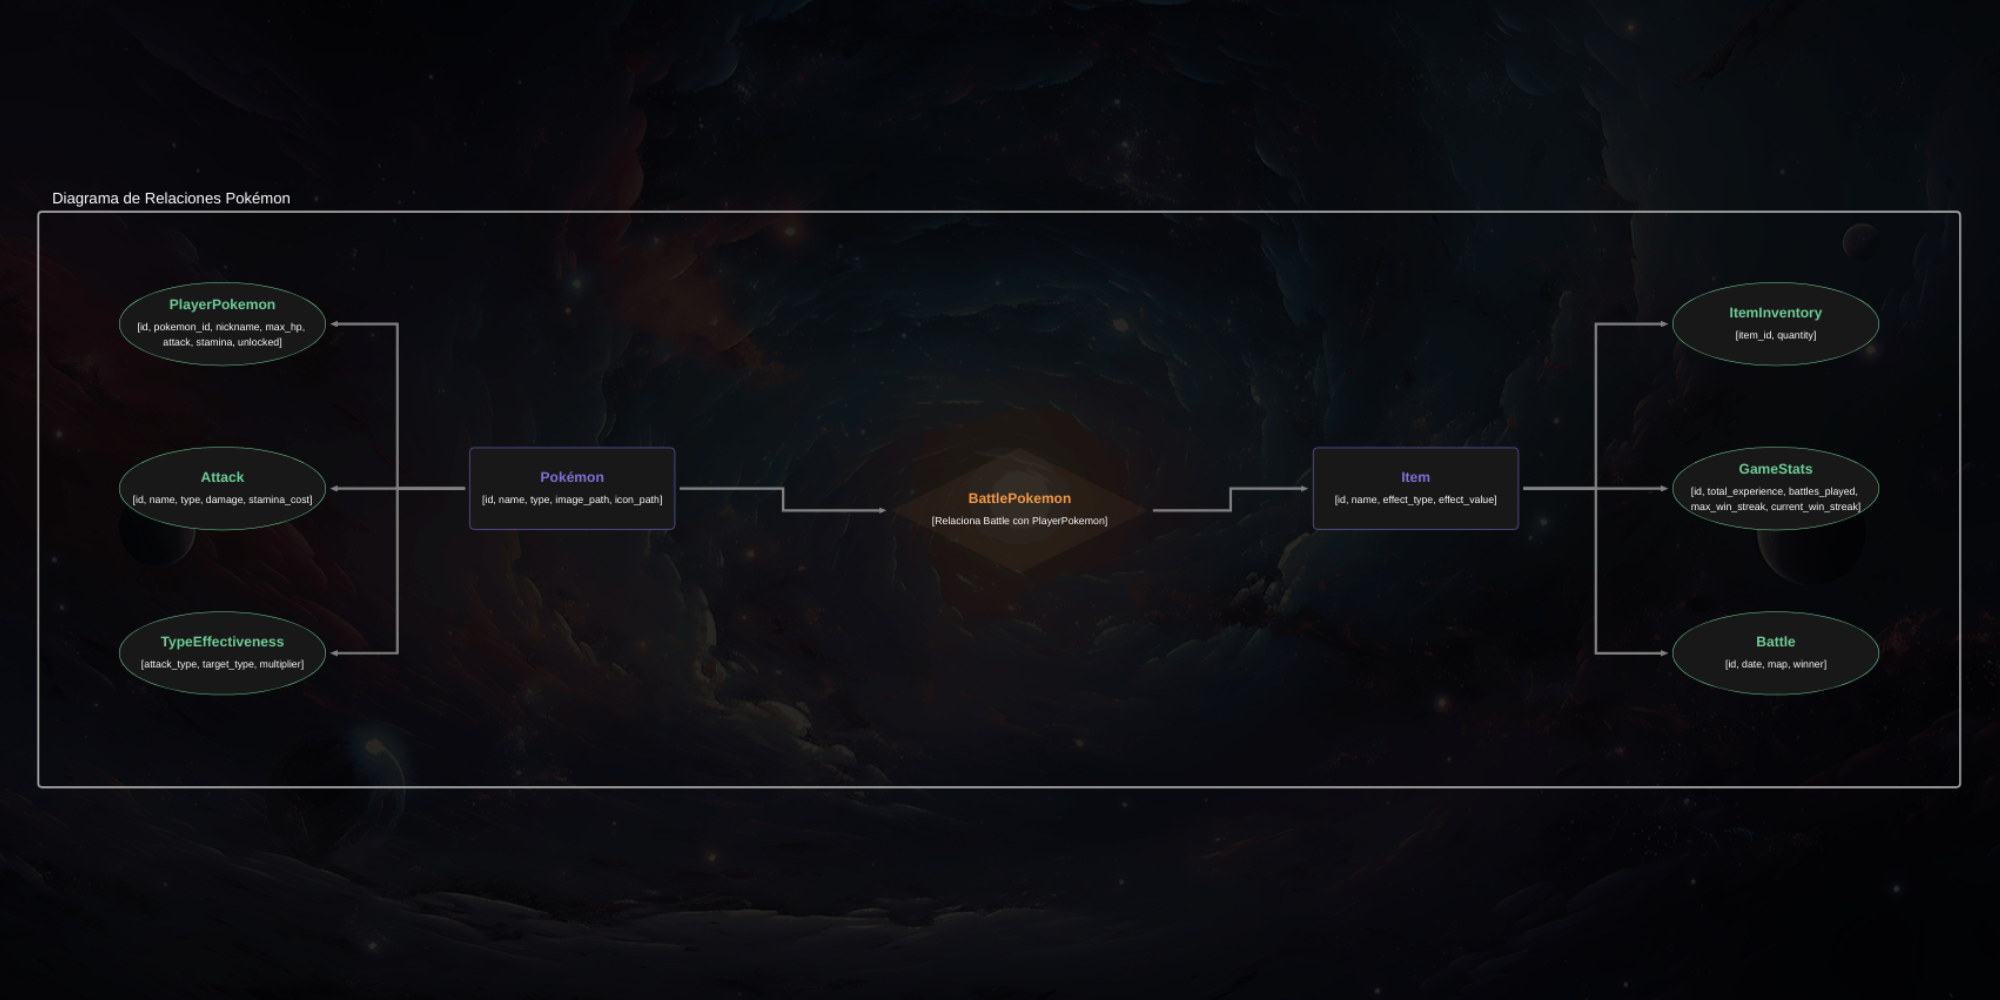 Diagrama de Relaciones Pokémon
PlayerPokemon
[id, pokemon_id, nickname, max_hp,
attack, stamina, unlocked]
Attack
[id, name, type, damage, stamina_cost]
TypeEffectiveness
[attack_type, target_type, multiplier]
Pokémon
[id, name, type, image_path, icon_path]
BattlePokemon
[Relaciona Battle con PlayerPokemon]
Item
[id, name, effect_type, effect_value]
ItemInventory
[item_id, quantity]
GameStats
[id, total_experience, battles_played,
max_win_streak, current_win_streak]
Battle
[id, date, map, winner]